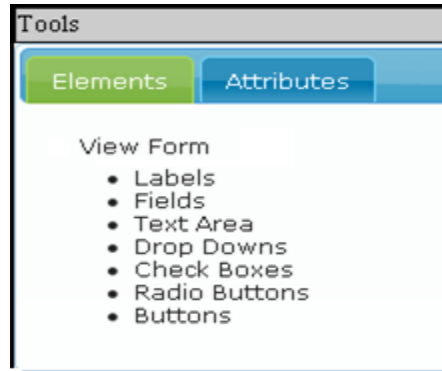 Tools
Elements Attributes
View Form
• Labels
• Fields
• Text Area
• Drop Downs
• Check Boxes
• Radio Buttons
• Buttons